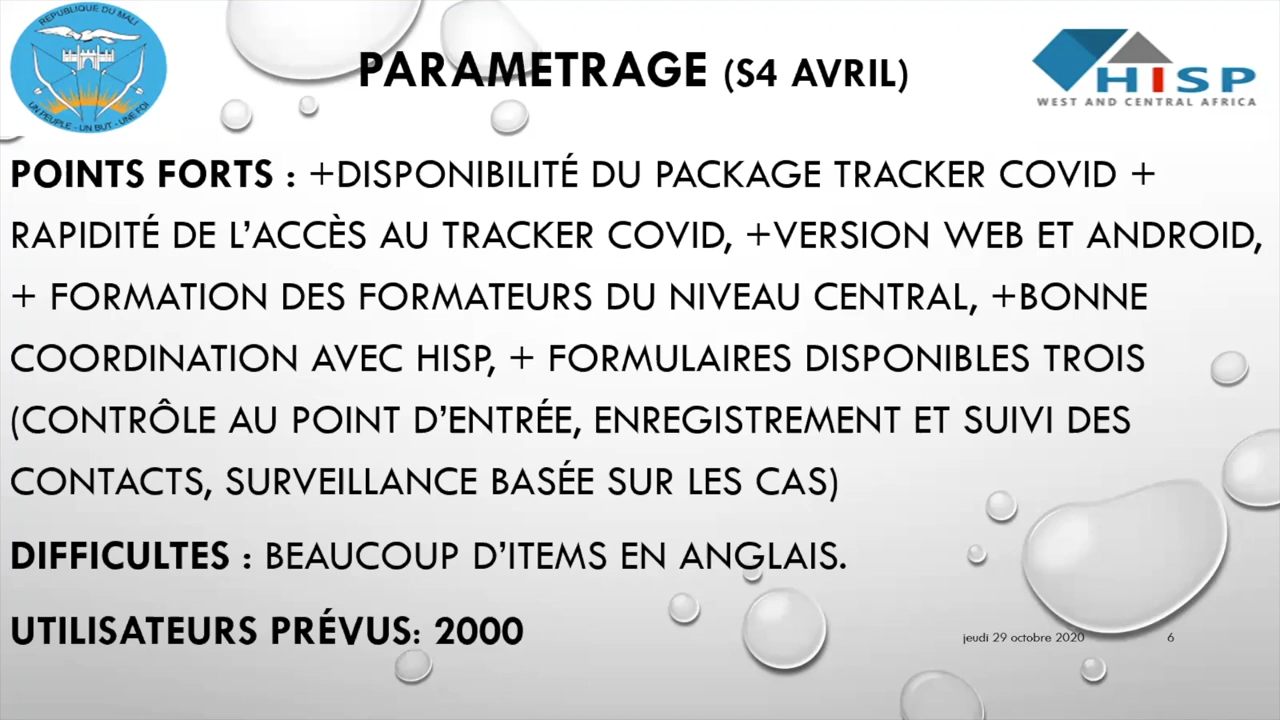 REPUBLIQUE DU MALI
UN PEUPLE - UN BUT - UNE FOI
PARAMETRAGE (S4 AVRIL)
HISP
WEST AND CENTRAL AFRICA
POINTS FORTS : +DISPONIBILITÉ DU PACKAGE TRACKER COVID +
RAPIDITÉ DE L’ACCÈS AU TRACKER COVID, +VERSION WEB ET ANDROID,
+ FORMATION DES FORMATEURS DU NIVEAU CENTRAL, +BONNE
COORDINATION AVEC HISP, + FORMULAIRES DISPONIBLES TROIS
(CONTRÔLE AU POINT D’ENTRÉE, ENREGISTREMENT ET SUIVI DES
CONTACTS, SURVEILLANCE BASÉE SUR LES CAS)
DIFFICULTES : BEAUCOUP D’ITEMS EN ANGLAIS.
UTILISATEURS PRÉVUS: 2000
jeudi 29 octobre 2020 6